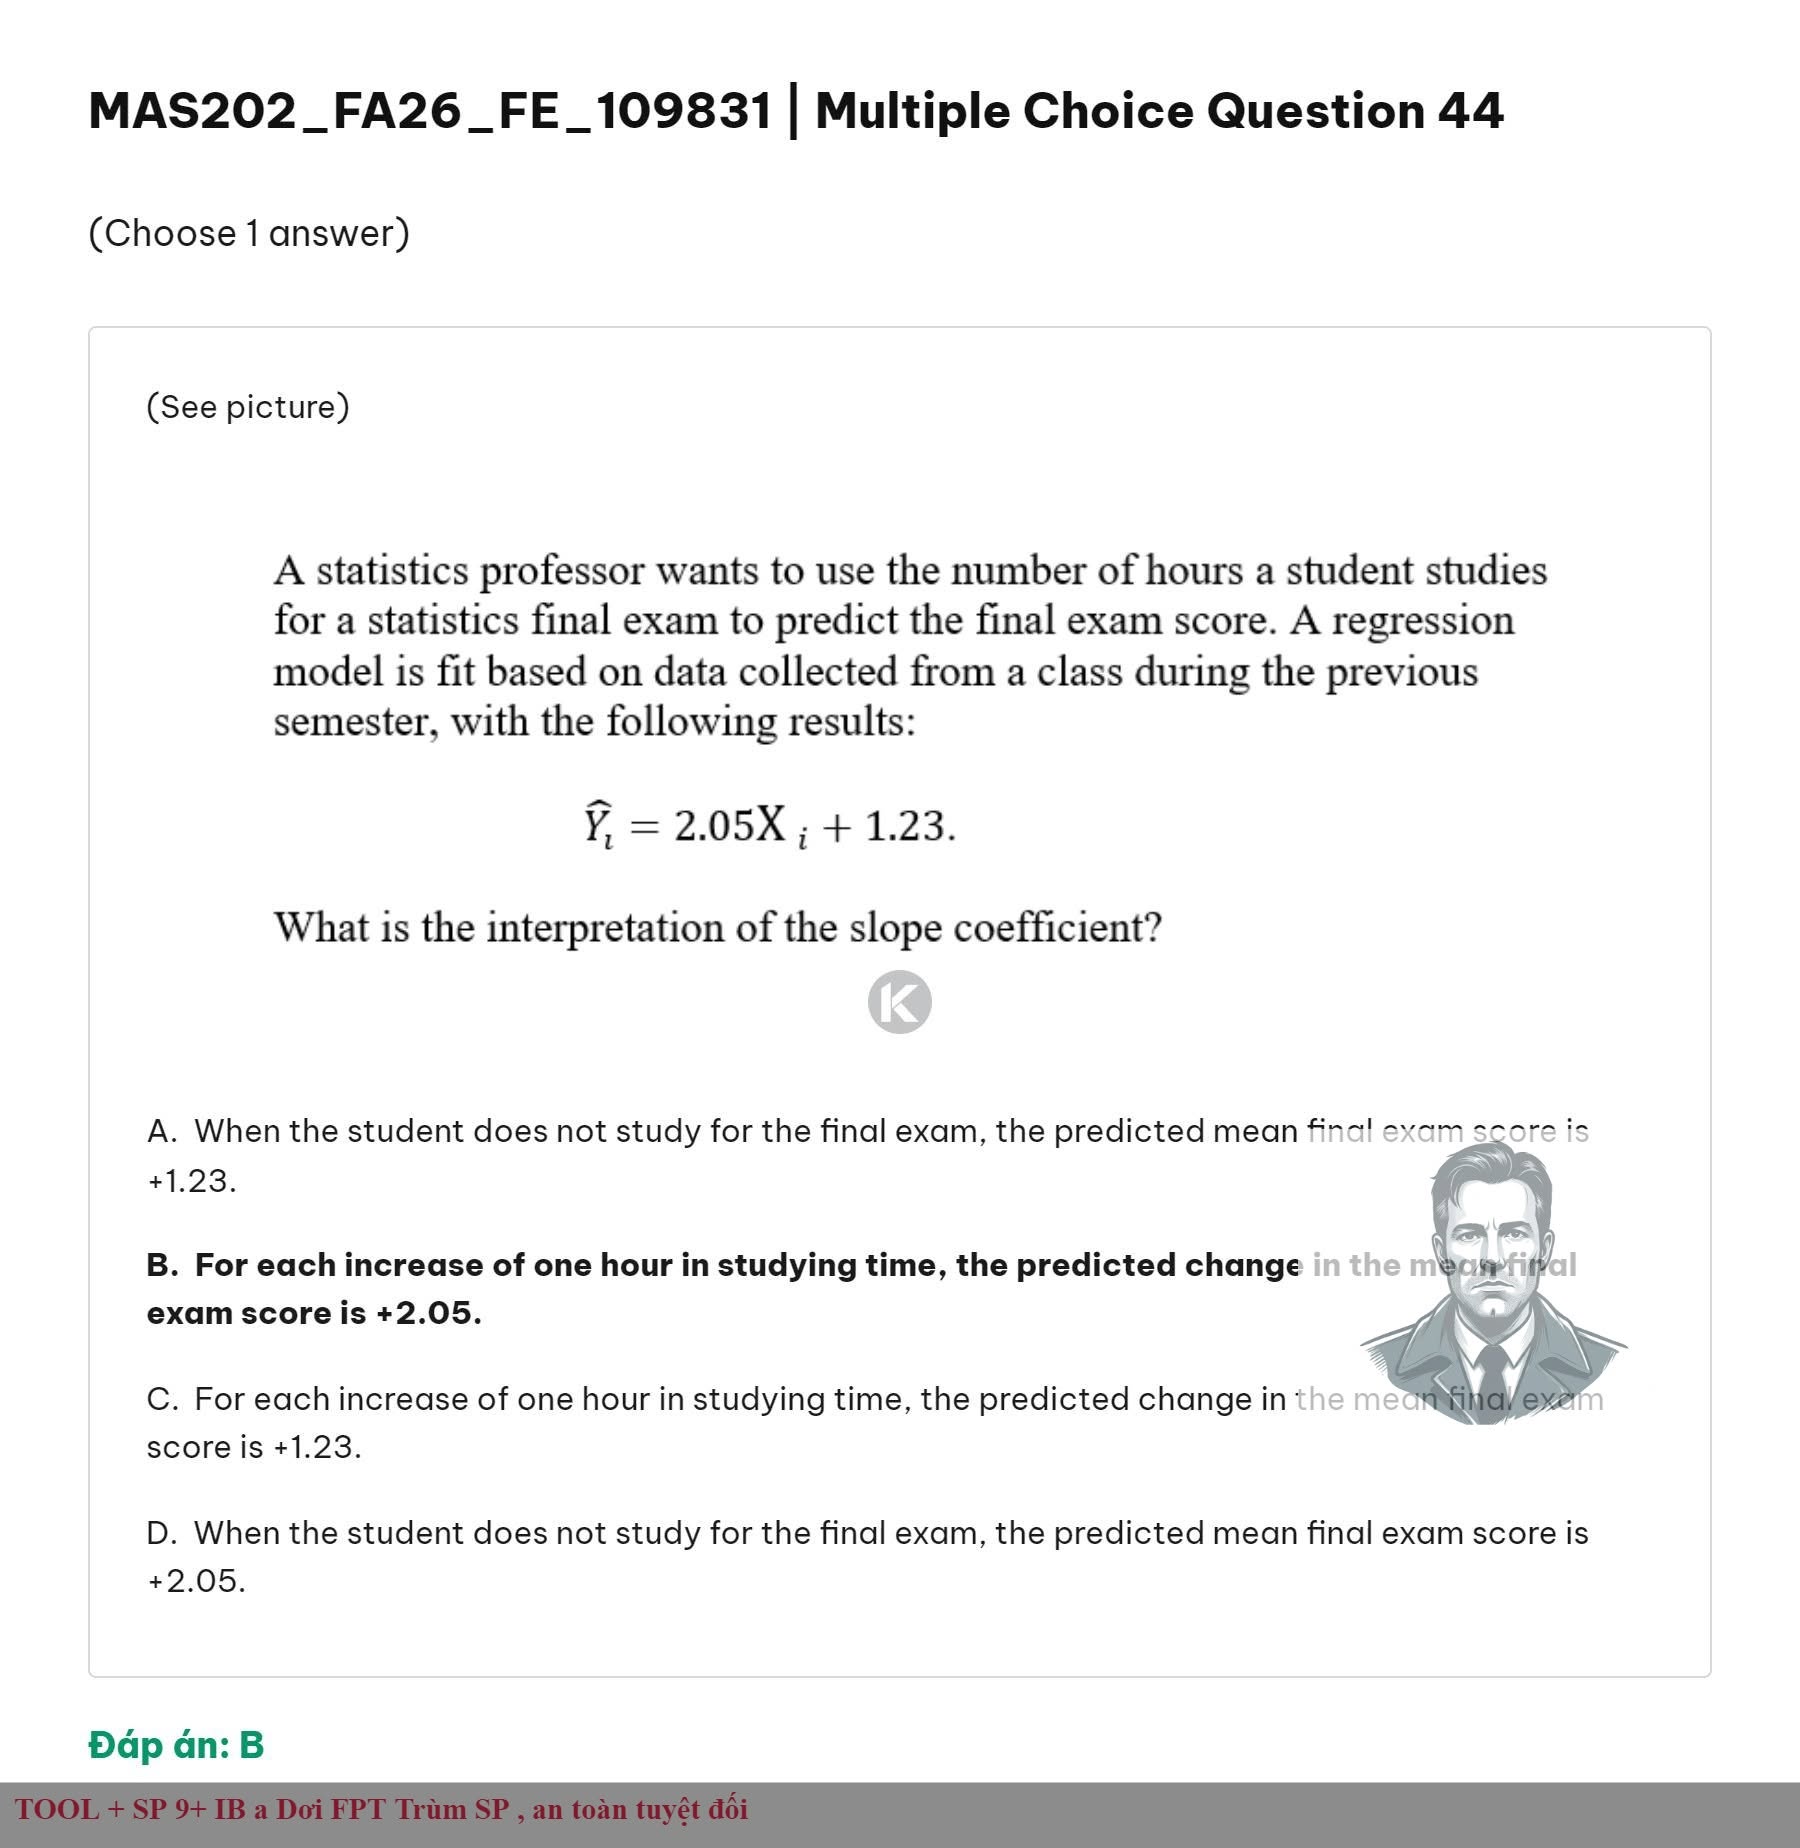 MAS202_FA26_FE_109831 | Multiple Choice Question 44
(Choose 1 answer)
(See picture)
A statistics professor wants to use the number of hours a student studies
for a statistics final exam to predict the final exam score. A regression
model is fit based on data collected from a class during the previous
semester, with the following results:
Ŷᵢ = 2.05X ᵢ + 1.23.
What is the interpretation of the slope coefficient?
K
A. When the student does not study for the final exam, the predicted mean final exam score is
+1.23.
B. For each increase of one hour in studying time, the predicted change in the mean final
exam score is +2.05.
C. For each increase of one hour in studying time, the predicted change in the mean final exam
score is +1.23.
D. When the student does not study for the final exam, the predicted mean final exam score is
+2.05.
Đáp án: B
TOOL + SP 9+ IB a Dơi FPT Trùm SP , an toàn tuyệt đối